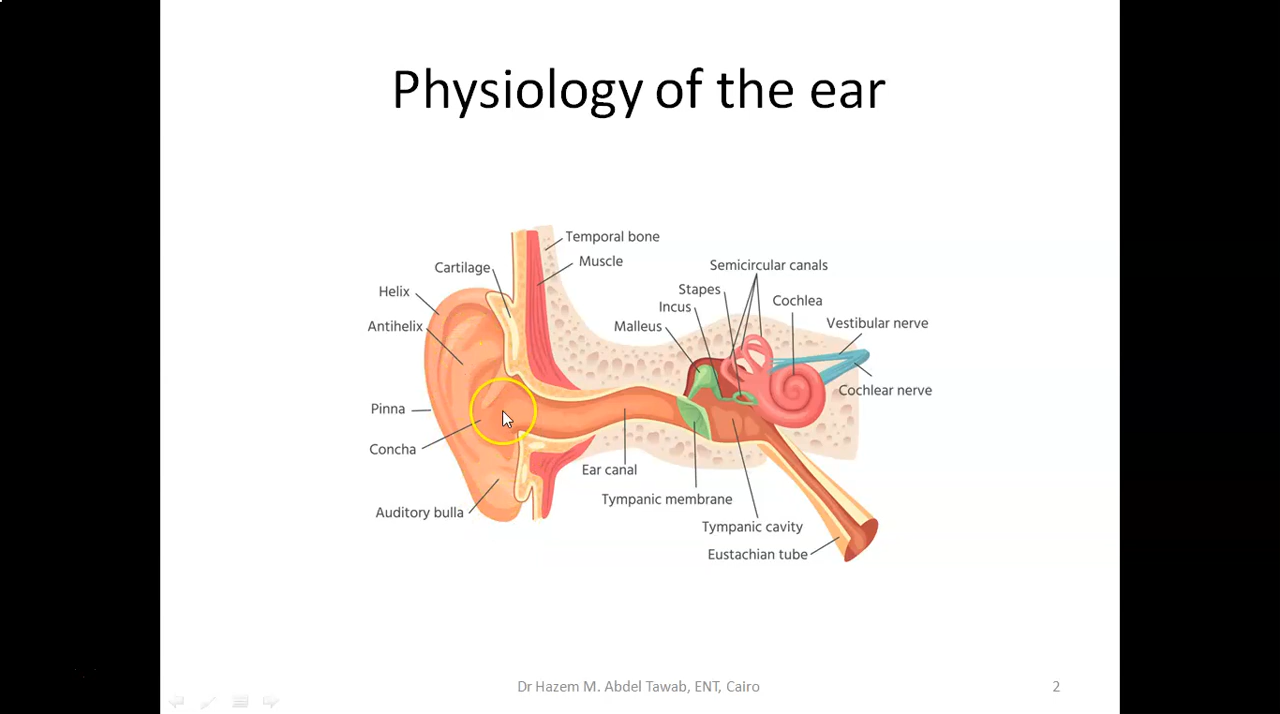 Physiology of the ear
Temporal bone
Muscle
Cartilage
Semicircular canals
Helix
Stapes
Cochlea
Incus
Antihelix
Malleus
Vestibular nerve
Cochlear nerve
Pinna
Concha
Ear canal
Tympanic membrane
Auditory bulla
Tympanic cavity
Eustachian tube
Dr Hazem M. Abdel Tawab, ENT, Cairo
2